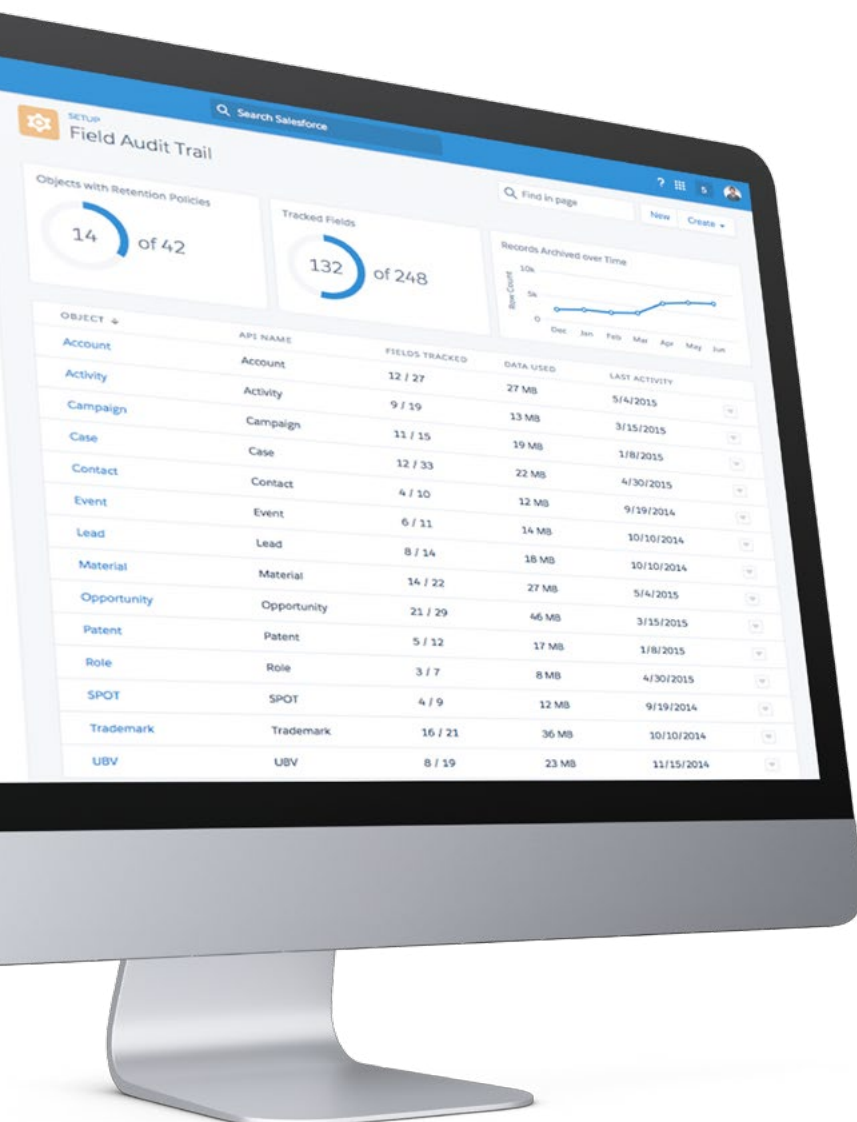 Search Salesforce
SETUP
Field Audit Trail
? S
Find in page
New Create
Objects with Retention Policies
14 of 42
Tracked Fields
132 of 248
Records Archived over Time
Row Count
10k
5k
0
Dec Jan Feb Mar Apr May Jun
OBJECT API NAME FIELDS TRACKED DATA USED LAST ACTIVITY
Account Account 12 / 27 27 MB 5/4/2015
Activity Activity 9 / 19 13 MB 3/15/2015
Campaign Campaign 11 / 15 19 MB 1/8/2015
Case Case 12 / 33 22 MB 4/30/2015
Contact Contact 4 / 10 12 MB 9/19/2014
Event Event 6 / 11 14 MB 10/10/2014
Lead Lead 8 / 14 18 MB 10/10/2014
Material Material 14 / 22 27 MB 5/4/2015
Opportunity Opportunity 21 / 29 46 MB 3/15/2015
Patent Patent 5 / 12 17 MB 1/8/2015
Role Role 3 / 7 8 MB 4/30/2015
SPOT SPOT 4 / 9 12 MB 9/19/2014
Trademark Trademark 16 / 21 36 MB 10/10/2014
UBV UBV 8 / 19 23 MB 11/15/2014